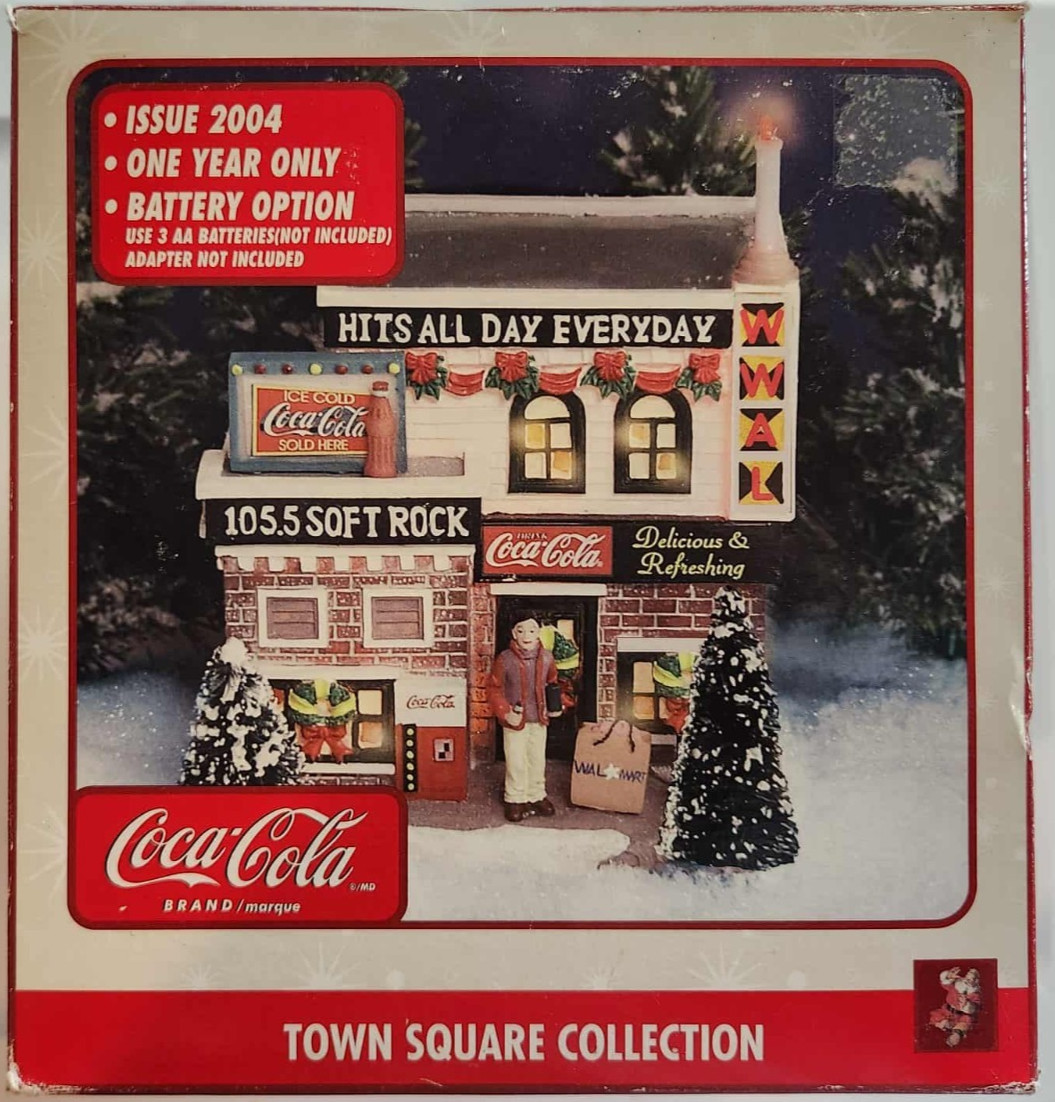 • ISSUE 2004
• ONE YEAR ONLY
• BATTERY OPTION
USE 3 AA BATTERIES(NOT INCLUDED)
ADAPTER NOT INCLUDED
HITS ALL DAY EVERYDAY
W
W
A
L
ICE COLD
Coca-Cola
SOLD HERE
105.5 SOFT ROCK
DRINK
Coca-Cola
Delicious &
Refreshing
Coca-Cola
WAL★MART
Coca-Cola
®/MD
BRAND/marque
TOWN SQUARE COLLECTION